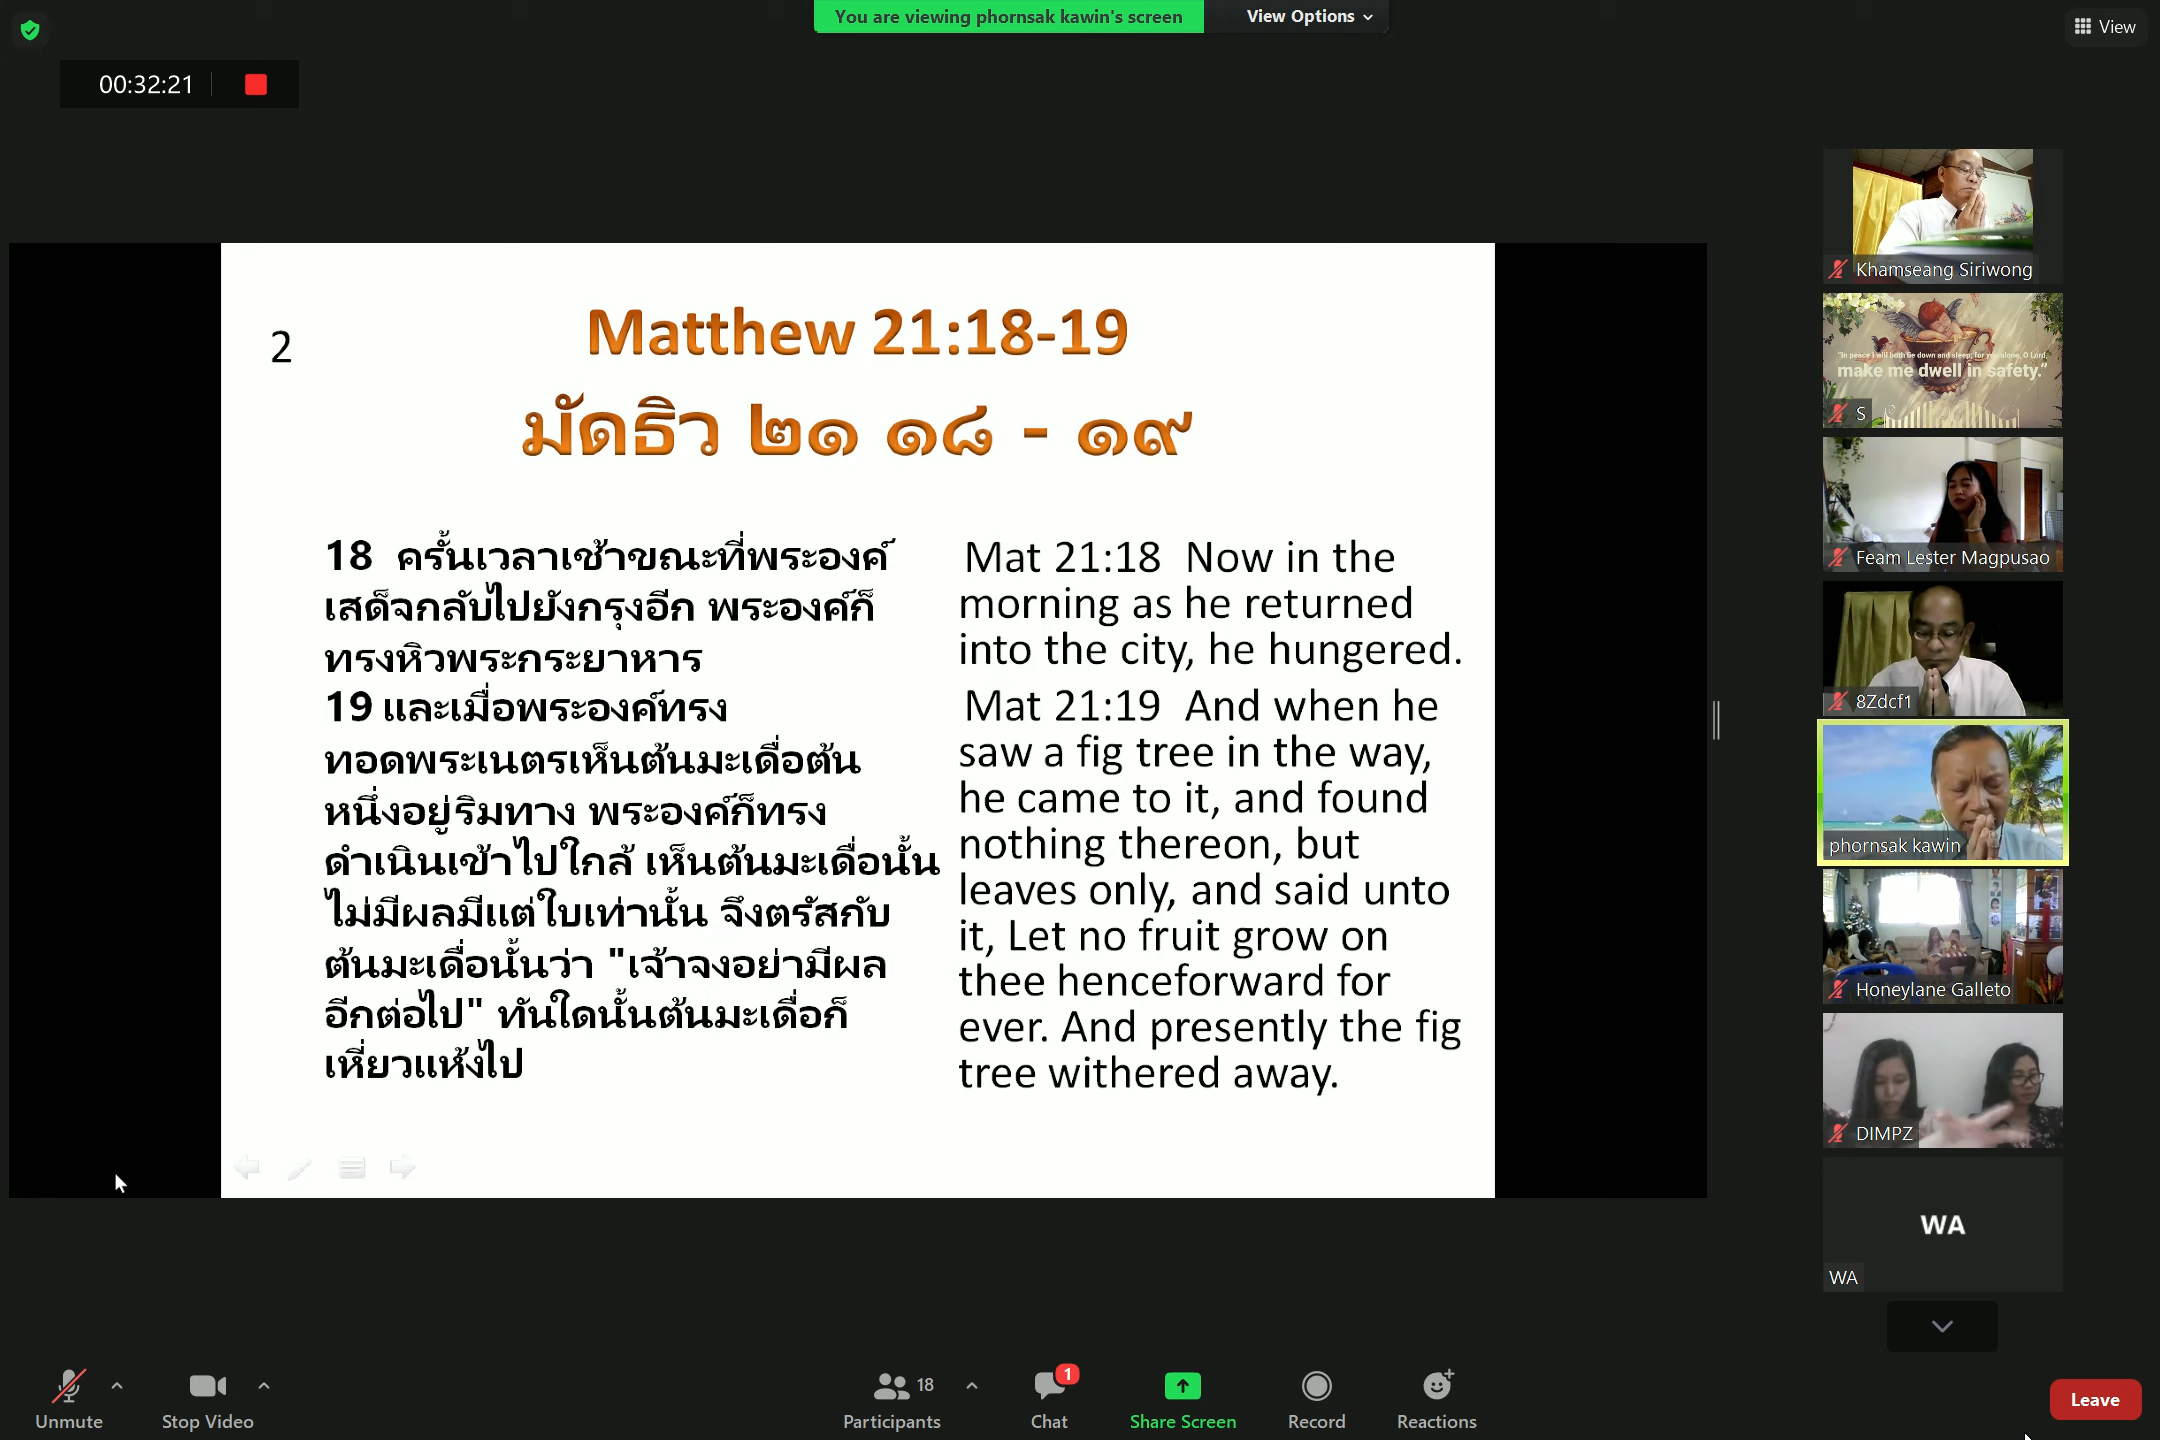 You are viewing phornsak kawin's screen
View Options
View
00:32:21
2
Matthew 21:18-19
มัดธิว ๒๑ ๑๘ - ๑๙
18 ครั้นเวลาเช้าขณะที่พระองค์
เสด็จกลับไปยังกรุงอีก พระองค์ก็
ทรงหิวพระกระยาหาร
19 และเมื่อพระองค์ทรง
ทอดพระเนตรเห็นต้นมะเดื่อต้น
หนึ่งอยู่ริมทาง พระองค์ก็ทรง
ดำเนินเข้าไปใกล้ เห็นต้นมะเดื่อนั้น
ไม่มีผลมีแต่ใบเท่านั้น จึงตรัสกับ
ต้นมะเดื่อนั้นว่า "เจ้าจงอย่ามีผล
อีกต่อไป" ทันใดนั้นต้นมะเดื่อก็
เหี่ยวแห้งไป
Mat 21:18 Now in the
morning as he returned
into the city, he hungered.
Mat 21:19 And when he
saw a fig tree in the way,
he came to it, and found
nothing thereon, but
leaves only, and said unto
it, Let no fruit grow on
thee henceforward for
ever. And presently the fig
tree withered away.
Khamseang Siriwong
"In peace I will both lie down and sleep; for you alone, O Lord,
make me dwell in safety."
S
Feam Lester Magpusao
8Zdcf1
phornsak kawin
Honeylane Galleto
DIMPZ
WA
WA
Unmute
Stop Video
Participants
18
Chat
1
Share Screen
Record
Reactions
Leave